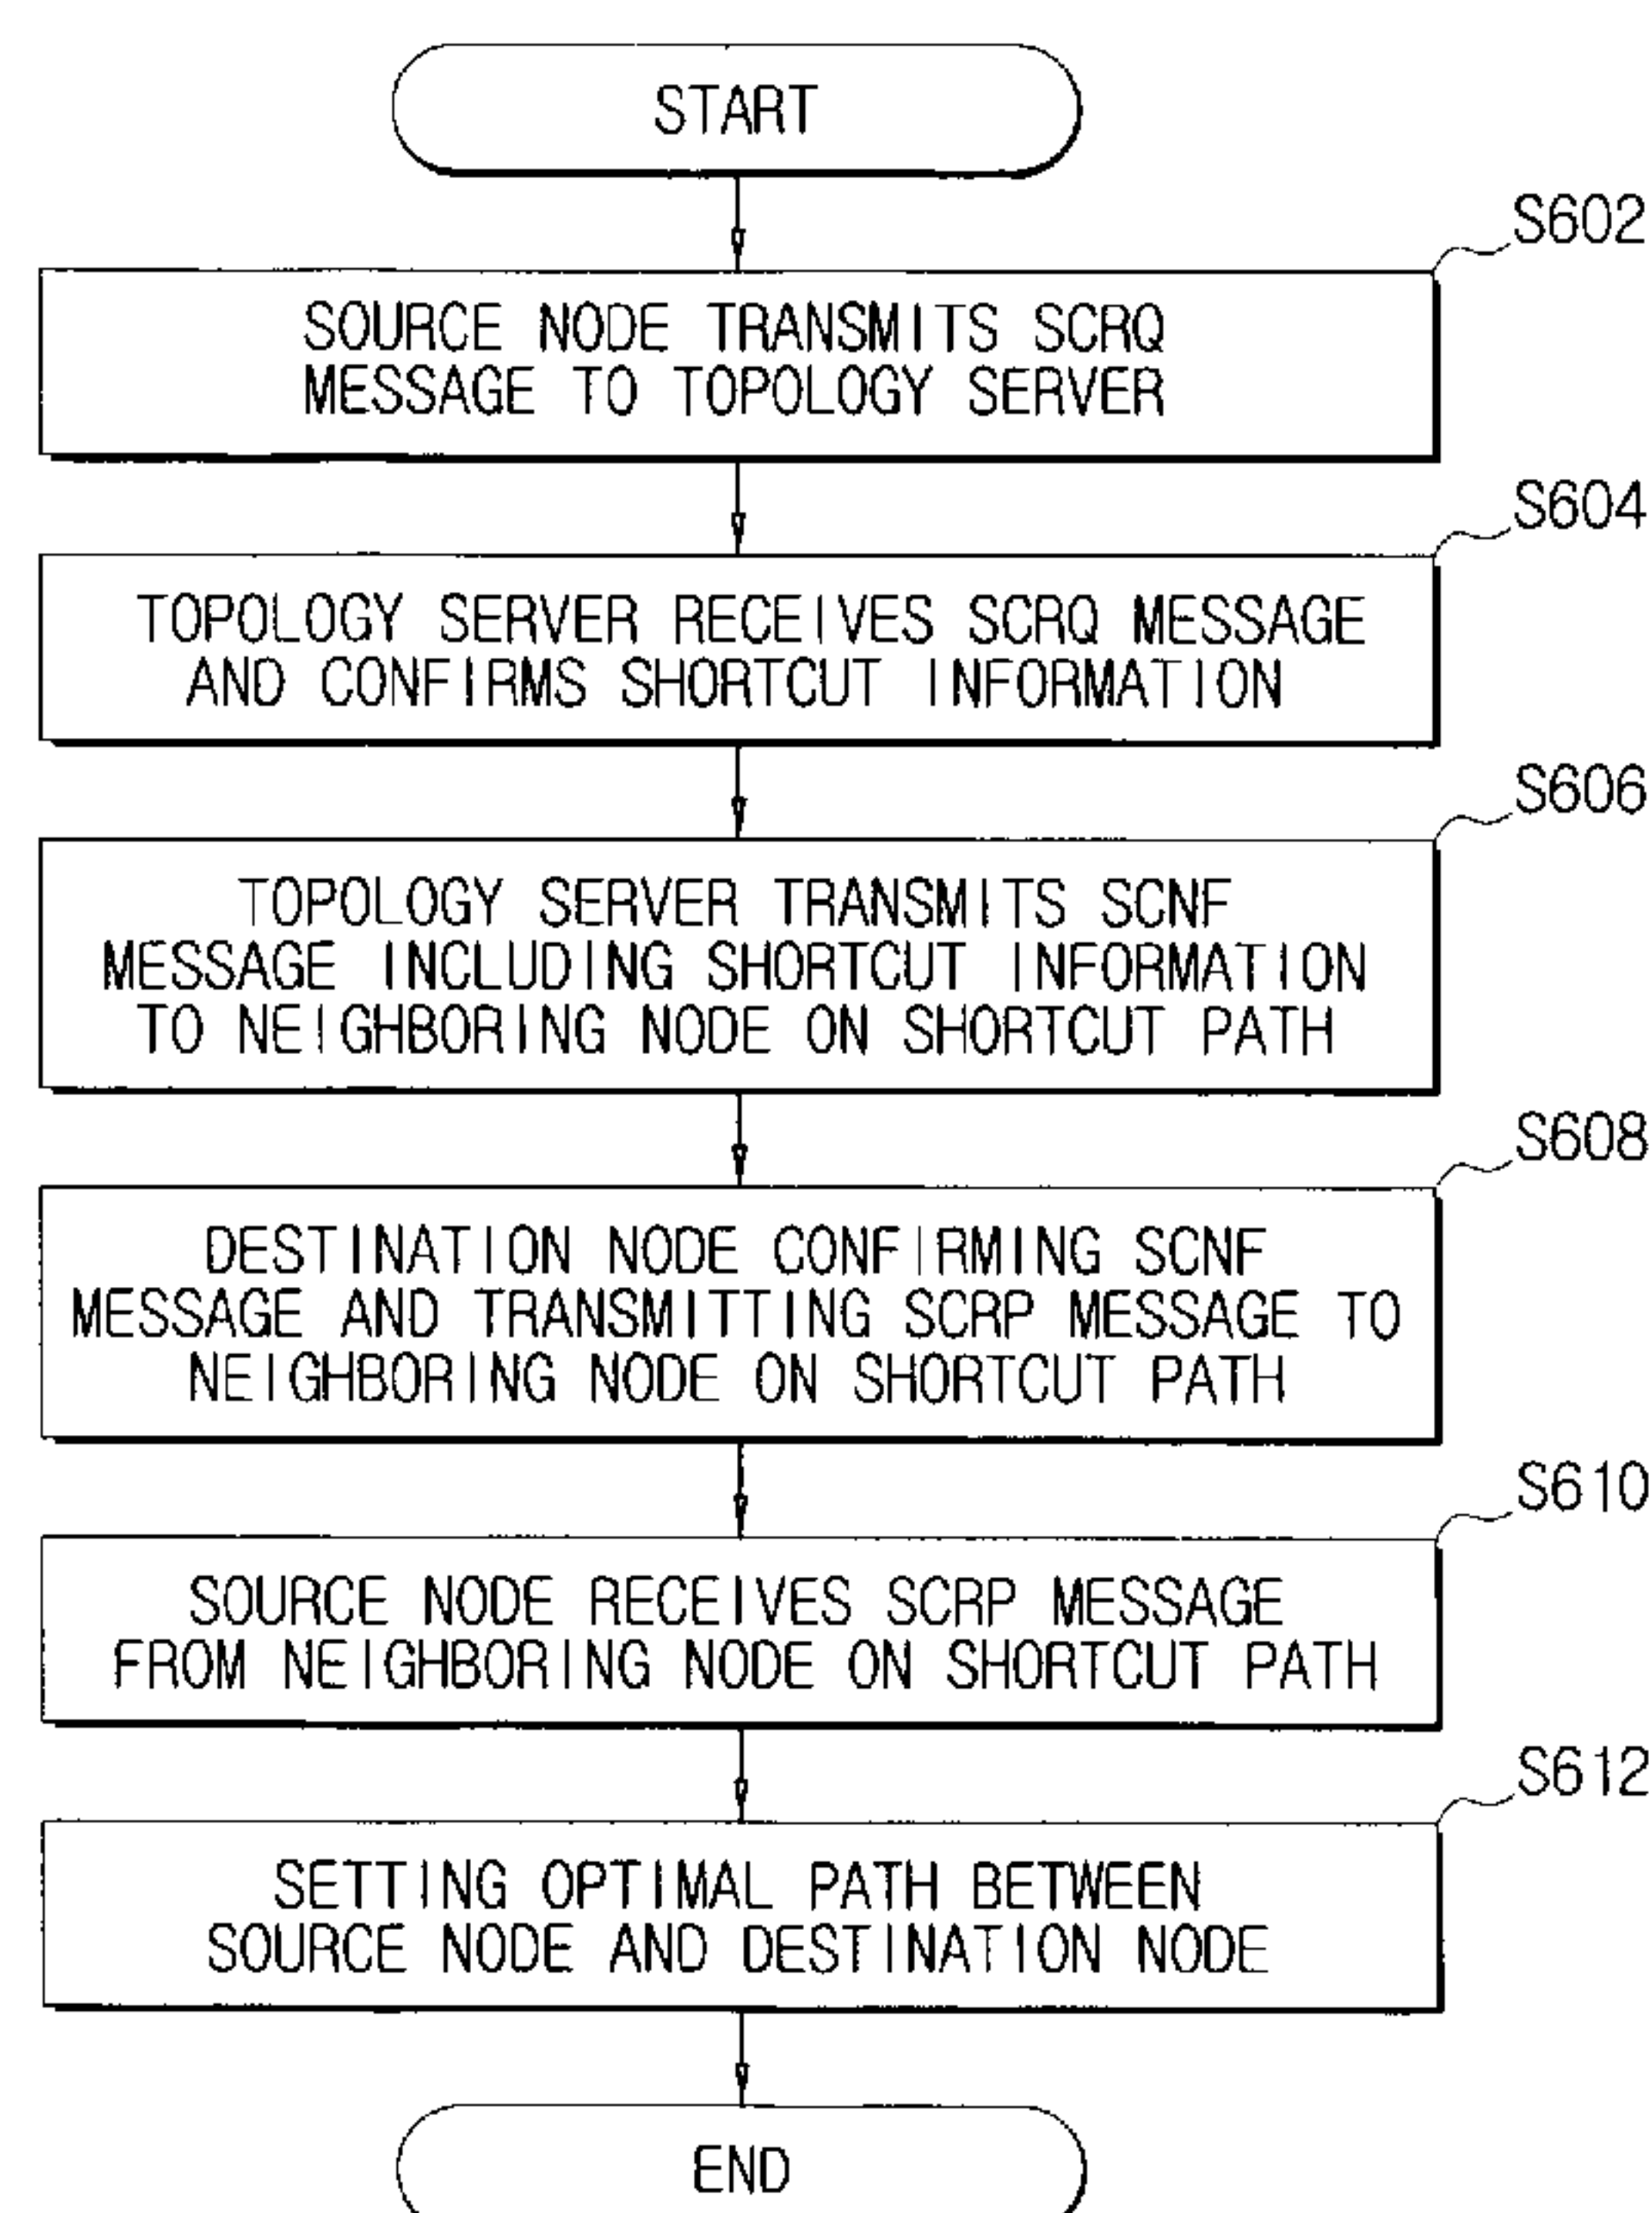 START
S602
SOURCE NODE TRANSMITS SCRQ
MESSAGE TO TOPOLOGY SERVER
S604
TOPOLOGY SERVER RECEIVES SCRQ MESSAGE
AND CONFIRMS SHORTCUT INFORMATION
S606
TOPOLOGY SERVER TRANSMITS SCNF
MESSAGE INCLUDING SHORTCUT INFORMATION
TO NEIGHBORING NODE ON SHORTCUT PATH
S608
DESTINATION NODE CONFIRMING SCNF
MESSAGE AND TRANSMITTING SCRP MESSAGE TO
NEIGHBORING NODE ON SHORTCUT PATH
S610
SOURCE NODE RECEIVES SCRP MESSAGE
FROM NEIGHBORING NODE ON SHORTCUT PATH
S612
SETTING OPTIMAL PATH BETWEEN
SOURCE NODE AND DESTINATION NODE
END